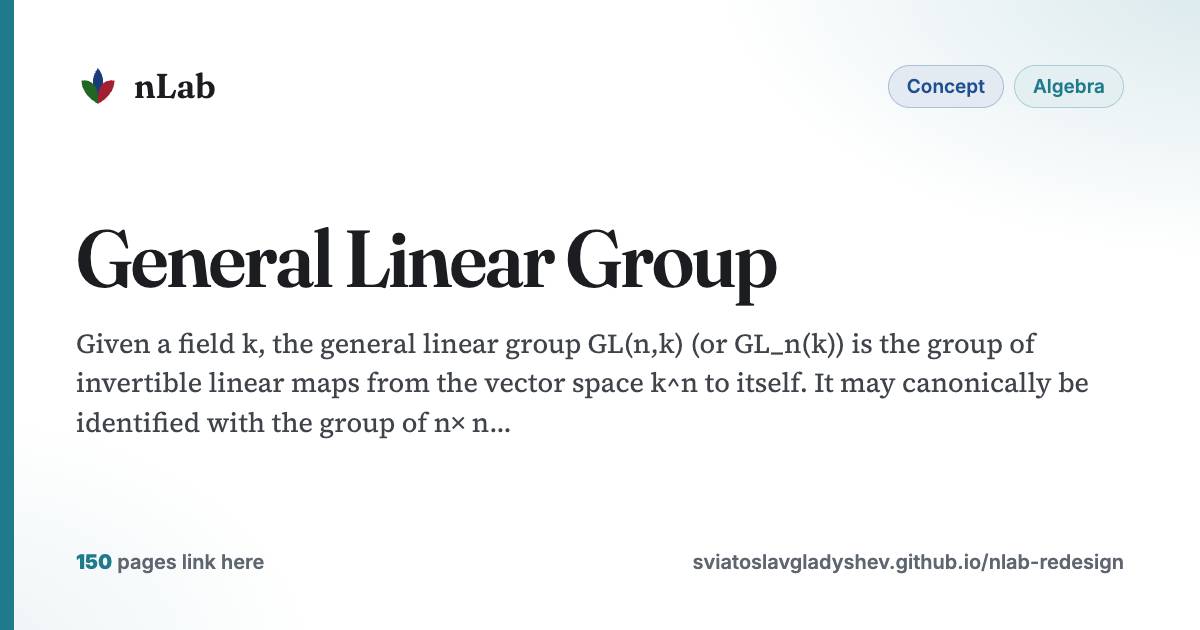 nLab
Concept
Algebra
General Linear Group
Given a field k, the general linear group GL(n,k) (or GL_n(k)) is the group of
invertible linear maps from the vector space k^n to itself. It may canonically be
identified with the group of n× n...
150 pages link here
sviatoslavgladyshev.github.io/nlab-redesign